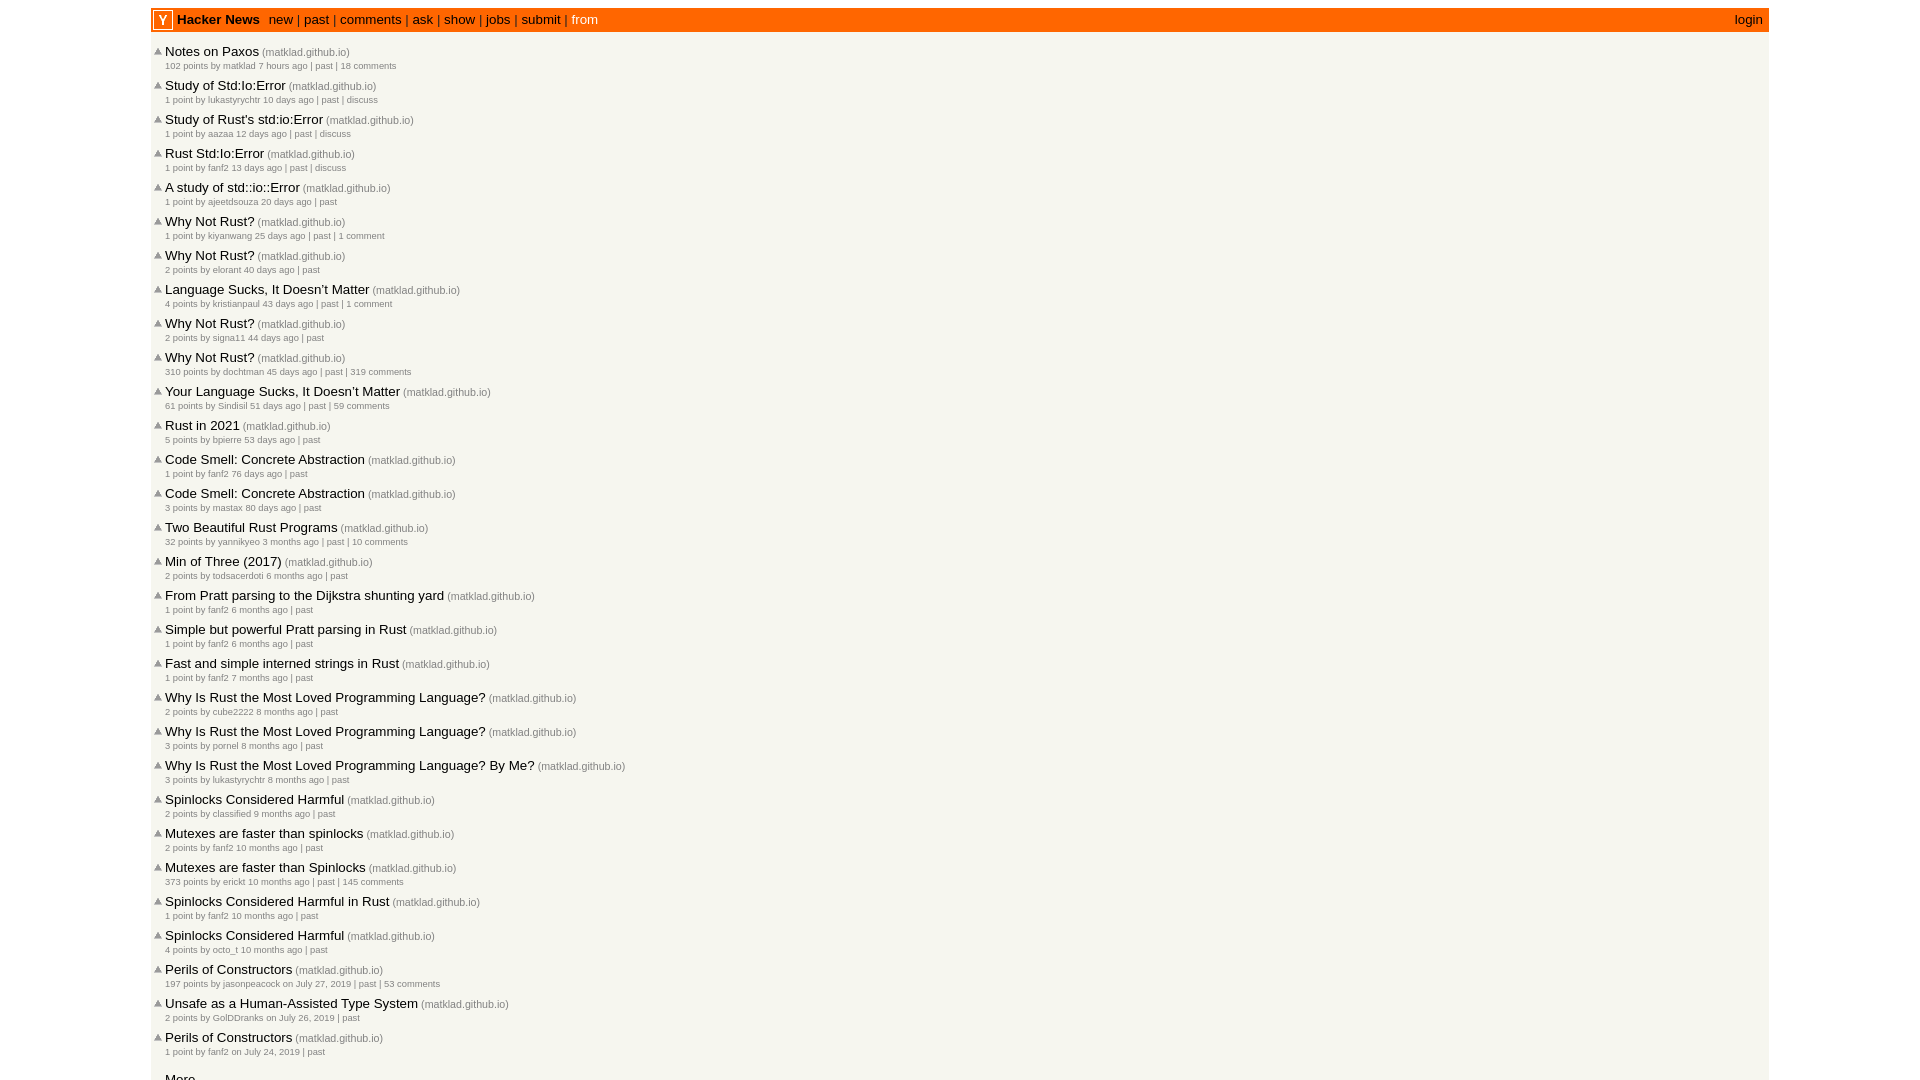 Y Hacker News new | past | comments | ask | show | jobs | submit | from login
Notes on Paxos (matklad.github.io)
102 points by matklad 7 hours ago | past | 18 comments
Study of Std:Io:Error (matklad.github.io)
1 point by lukastyrychtr 10 days ago | past | discuss
Study of Rust's std:io:Error (matklad.github.io)
1 point by aazaa 12 days ago | past | discuss
Rust Std:Io:Error (matklad.github.io)
1 point by fanf2 13 days ago | past | discuss
A study of std::io::Error (matklad.github.io)
1 point by ajeetdsouza 20 days ago | past
Why Not Rust? (matklad.github.io)
1 point by kiyanwang 25 days ago | past | 1 comment
Why Not Rust? (matklad.github.io)
2 points by elorant 40 days ago | past
Language Sucks, It Doesn’t Matter (matklad.github.io)
4 points by kristianpaul 43 days ago | past | 1 comment
Why Not Rust? (matklad.github.io)
2 points by signa11 44 days ago | past
Why Not Rust? (matklad.github.io)
310 points by dochtman 45 days ago | past | 319 comments
Your Language Sucks, It Doesn’t Matter (matklad.github.io)
61 points by Sindisil 51 days ago | past | 59 comments
Rust in 2021 (matklad.github.io)
5 points by bpierre 53 days ago | past
Code Smell: Concrete Abstraction (matklad.github.io)
1 point by fanf2 76 days ago | past
Code Smell: Concrete Abstraction (matklad.github.io)
3 points by mastax 80 days ago | past
Two Beautiful Rust Programs (matklad.github.io)
32 points by yannikyeo 3 months ago | past | 10 comments
Min of Three (2017) (matklad.github.io)
2 points by todsacerdoti 6 months ago | past
From Pratt parsing to the Dijkstra shunting yard (matklad.github.io)
1 point by fanf2 6 months ago | past
Simple but powerful Pratt parsing in Rust (matklad.github.io)
1 point by fanf2 6 months ago | past
Fast and simple interned strings in Rust (matklad.github.io)
1 point by fanf2 7 months ago | past
Why Is Rust the Most Loved Programming Language? (matklad.github.io)
2 points by cube2222 8 months ago | past
Why Is Rust the Most Loved Programming Language? (matklad.github.io)
3 points by pornel 8 months ago | past
Why Is Rust the Most Loved Programming Language? By Me? (matklad.github.io)
3 points by lukastyrychtr 8 months ago | past
Spinlocks Considered Harmful (matklad.github.io)
2 points by classified 9 months ago | past
Mutexes are faster than spinlocks (matklad.github.io)
2 points by fanf2 10 months ago | past
Mutexes are faster than Spinlocks (matklad.github.io)
373 points by erickt 10 months ago | past | 145 comments
Spinlocks Considered Harmful in Rust (matklad.github.io)
1 point by fanf2 10 months ago | past
Spinlocks Considered Harmful (matklad.github.io)
4 points by octo_t 10 months ago | past
Perils of Constructors (matklad.github.io)
197 points by jasonpeacock on July 27, 2019 | past | 53 comments
Unsafe as a Human-Assisted Type System (matklad.github.io)
2 points by GolDDranks on July 26, 2019 | past
Perils of Constructors (matklad.github.io)
1 point by fanf2 on July 24, 2019 | past
More